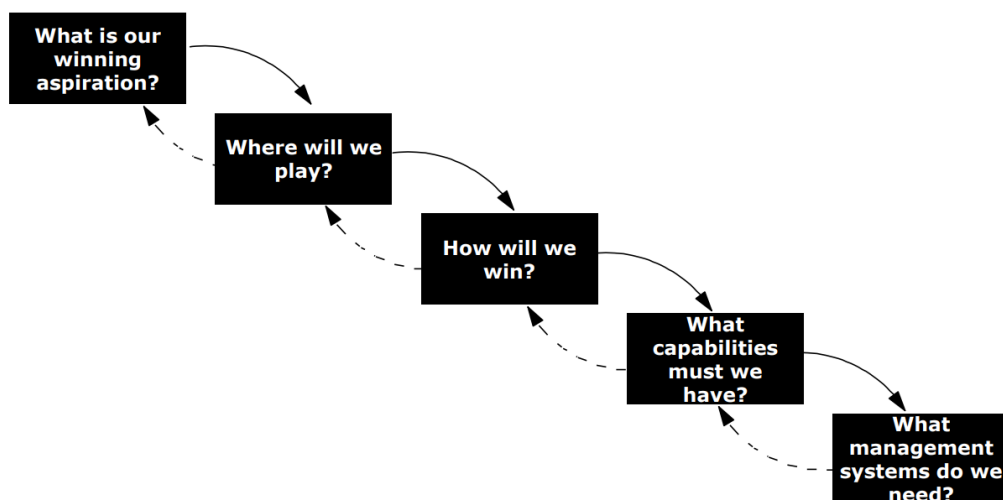 What is our
winning
aspiration?
Where will we
play?
How will we
win?
What
capabilities
must we
have?
What
management
systems do we
need?